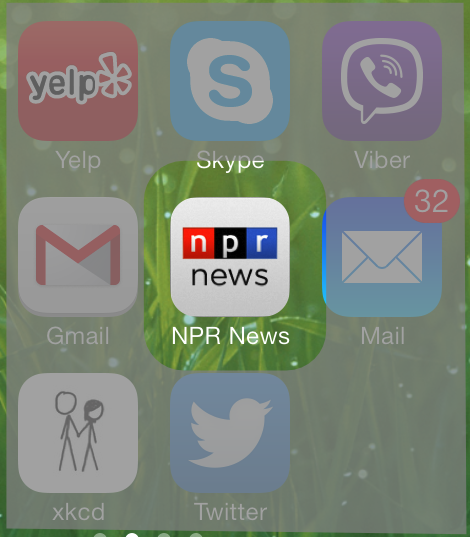 yelp
S
Yelp
Skype
Viber
32
M
npr
news
Gmail
NPR News
Mail
xkcd
Twitter